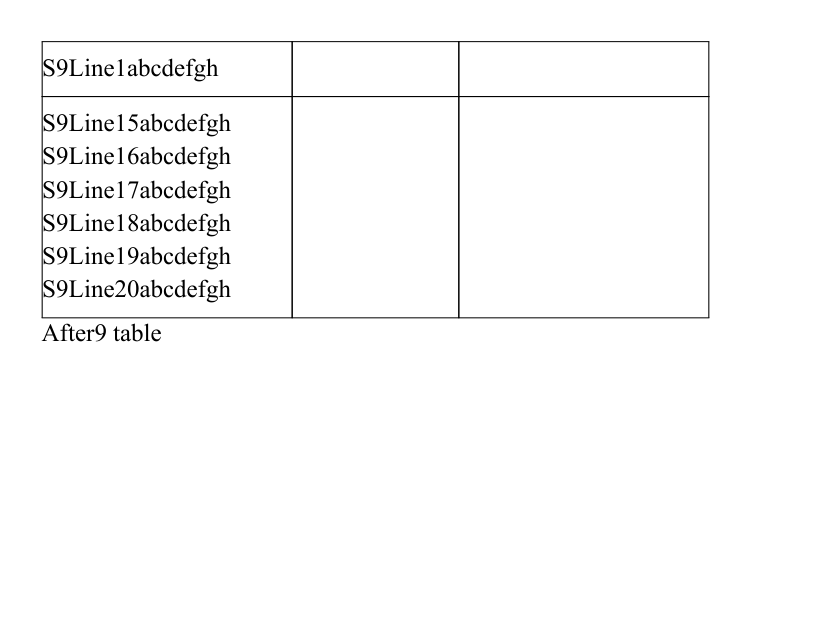 S9Line1abcdefgh
S9Line15abcdefgh
S9Line16abcdefgh
S9Line17abcdefgh
S9Line18abcdefgh
S9Line19abcdefgh
S9Line20abcdefgh
After9 table